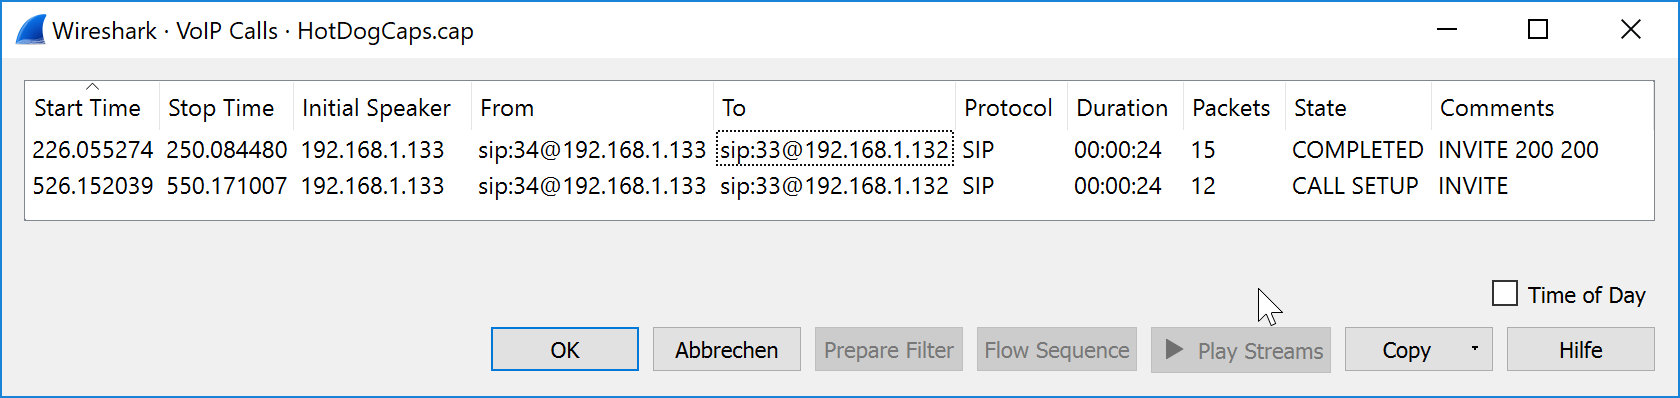 Wireshark · VoIP Calls · HotDogCaps.cap
Start Time Stop Time Initial Speaker From To Protocol Duration Packets State Comments
226.055274 250.084480 192.168.1.133 sip:34@192.168.1.133 sip:33@192.168.1.132 SIP 00:00:24 15 COMPLETED INVITE 200 200
526.152039 550.171007 192.168.1.133 sip:34@192.168.1.133 sip:33@192.168.1.132 SIP 00:00:24 12 CALL SETUP INVITE
Time of Day
OK Abbrechen Prepare Filter Flow Sequence Play Streams Copy Hilfe